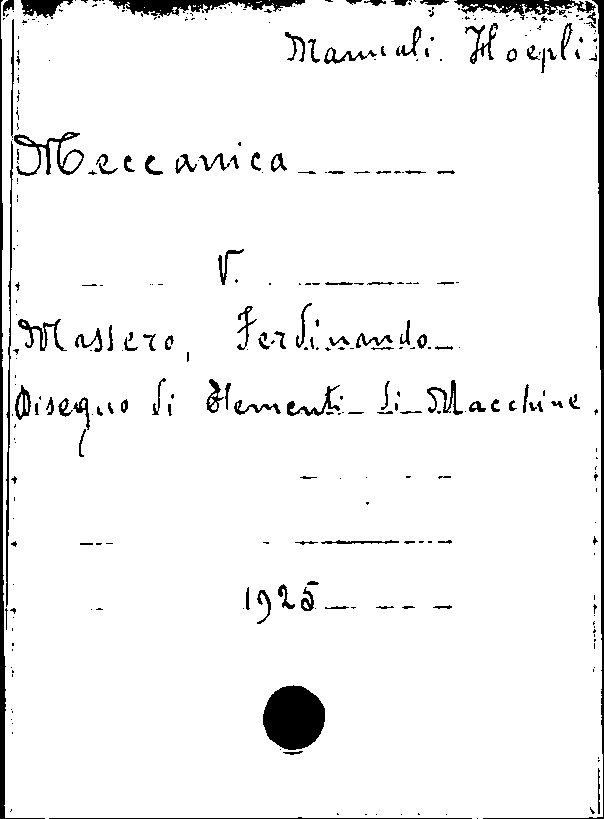 Manuali Hoepli.
Meccanica
V.
Massero, Ferdinando
Disegno di Elementi di Macchine.
1925